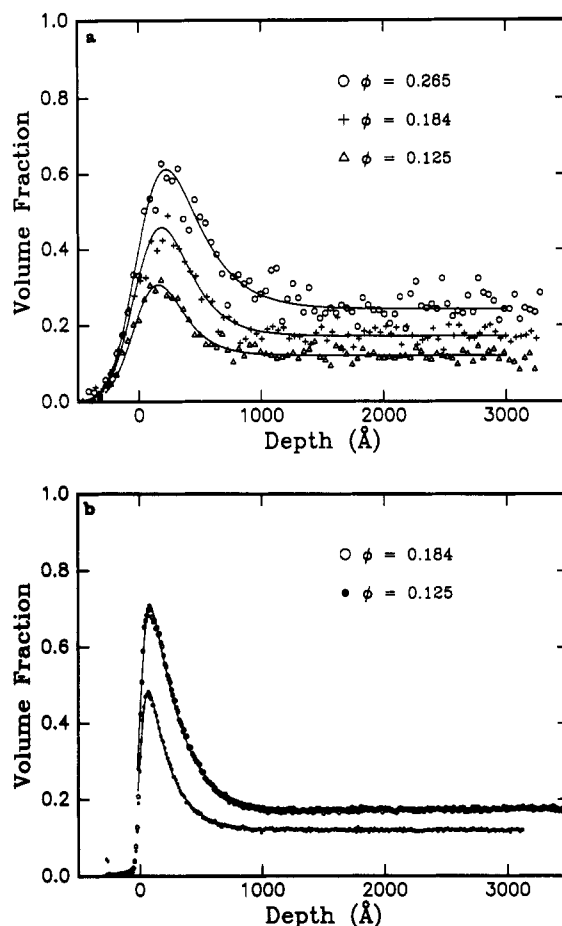 a
1.0
0.8
0.6
0.4
0.2
0.0
Volume Fraction
○ ϕ = 0.265
+ ϕ = 0.184
△ ϕ = 0.125
0 1000 2000 3000
Depth (Å)
b
1.0
0.8
0.6
0.4
0.2
0.0
Volume Fraction
○ ϕ = 0.184
● ϕ = 0.125
0 1000 2000 3000
Depth (Å)